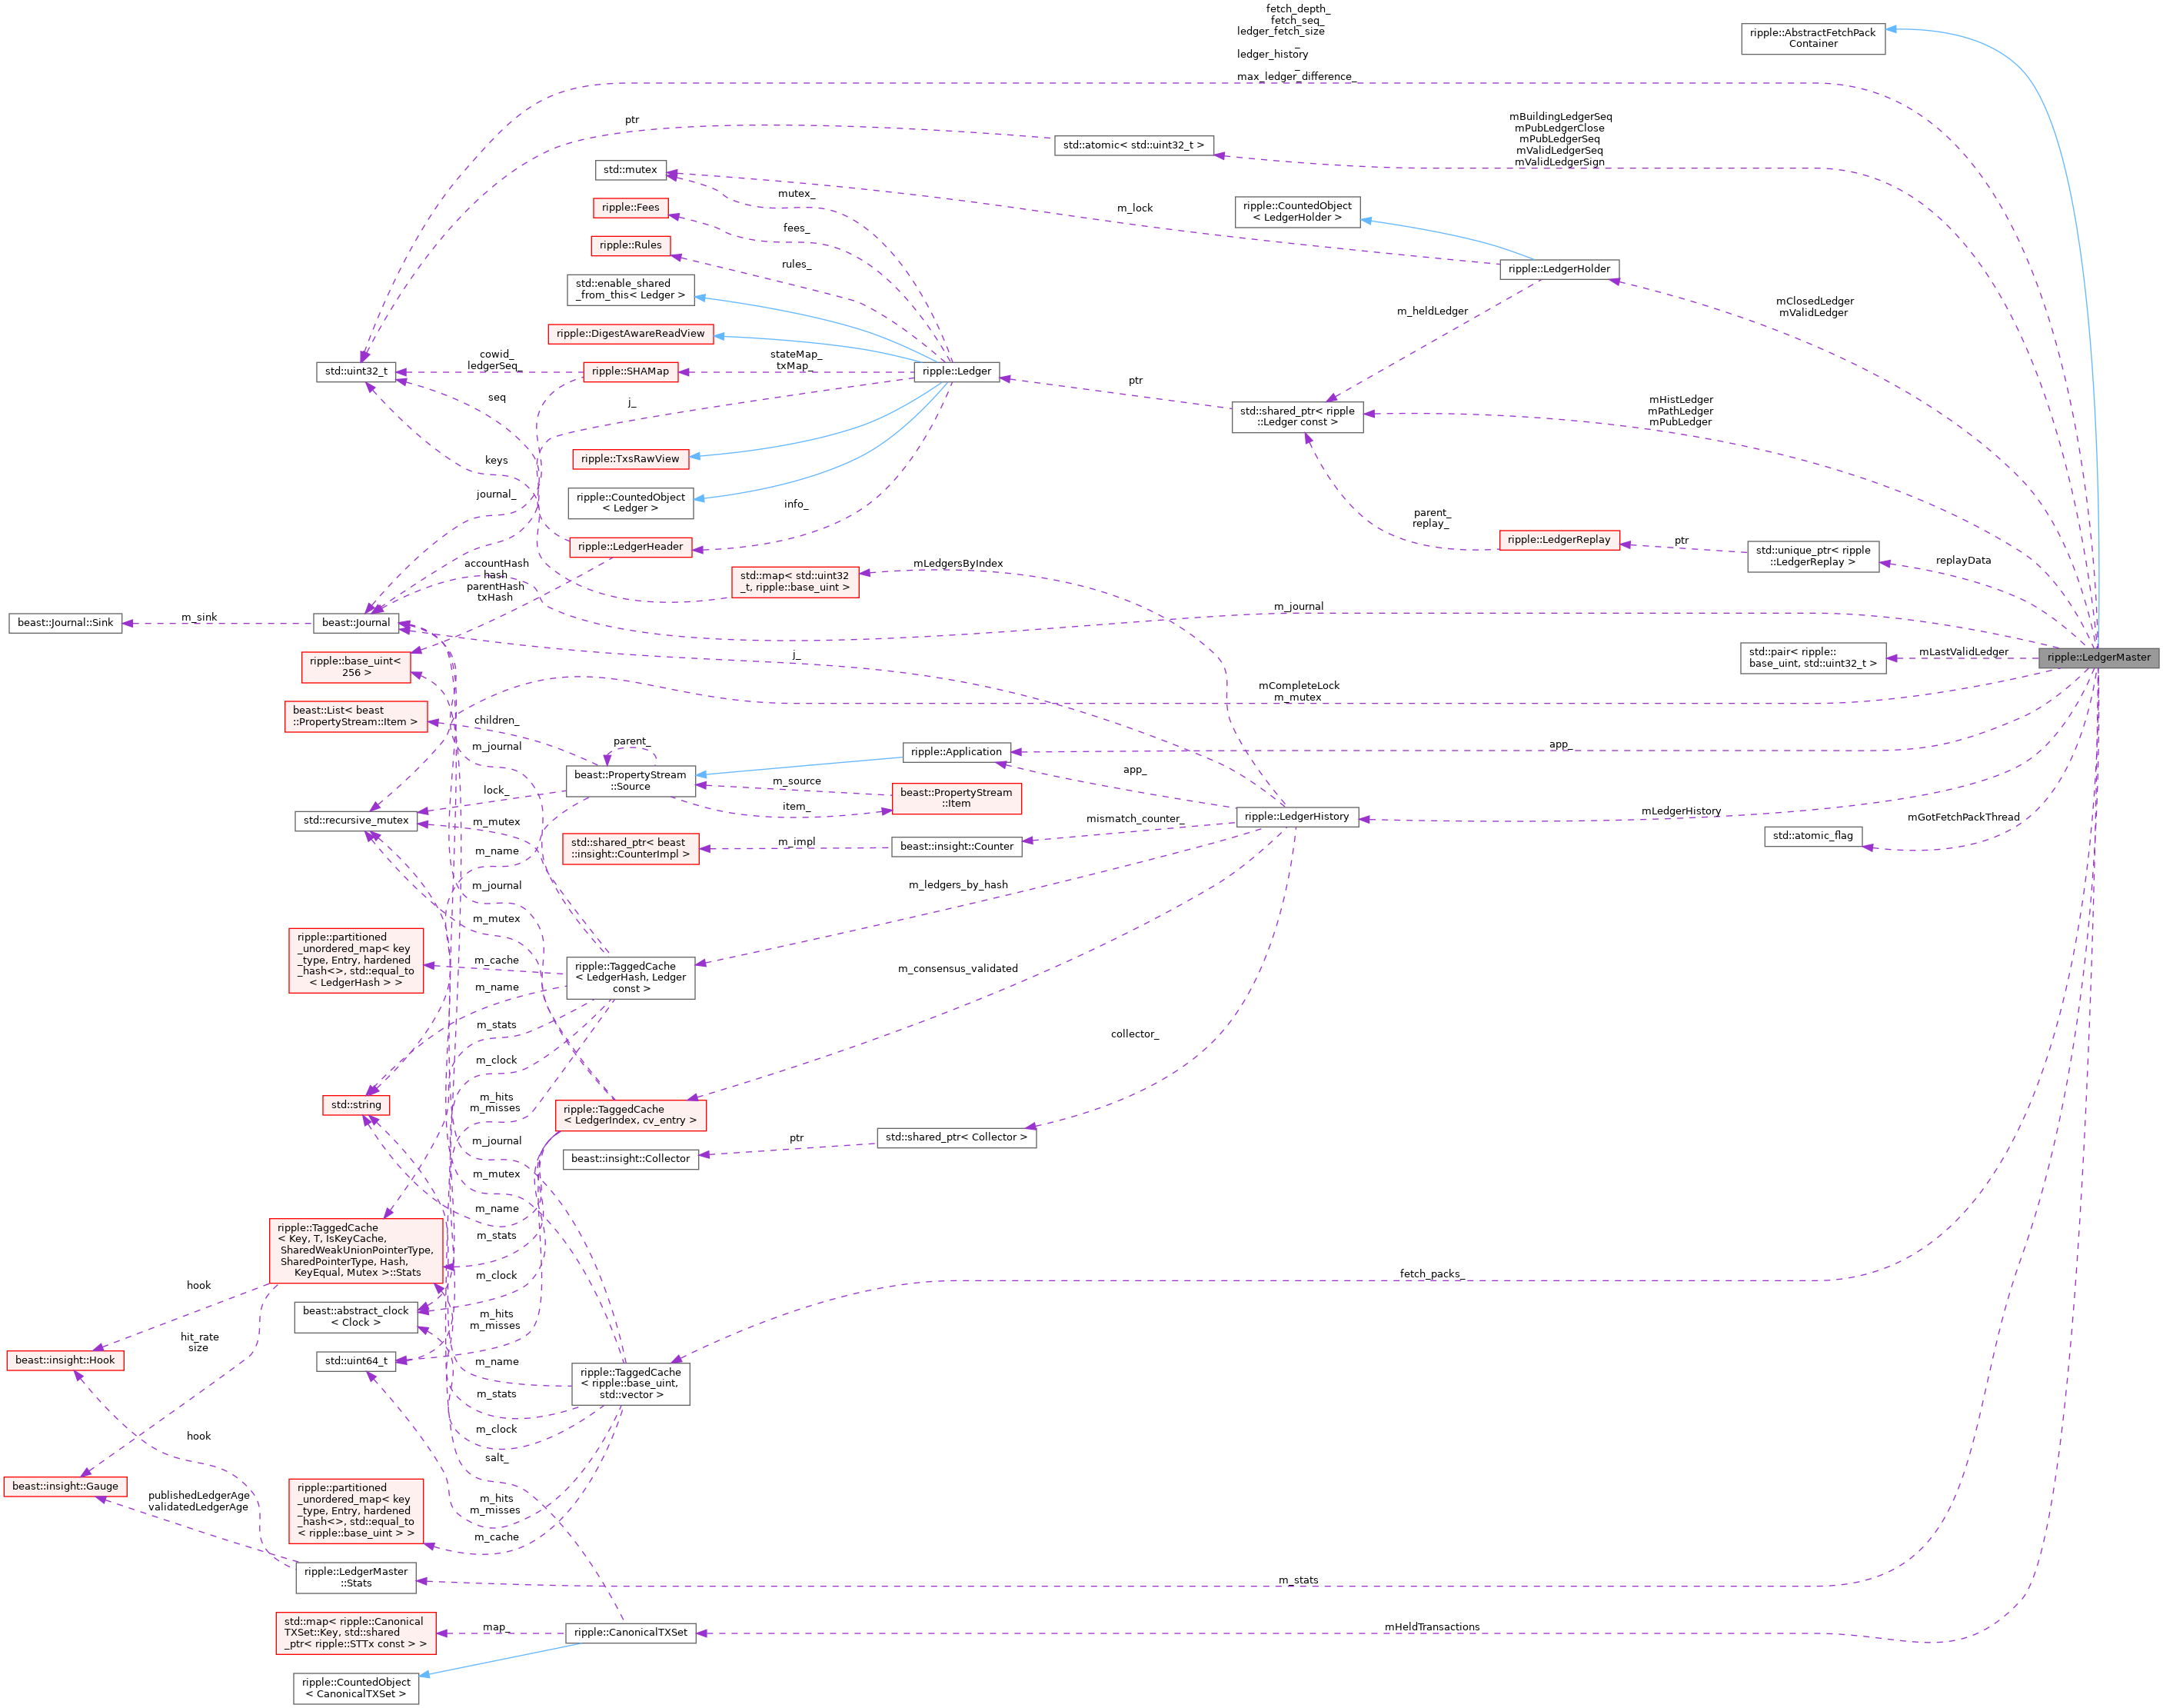 fetch_depth_
fetch_seq_
ledger_fetch_size
_
ledger_history
_
max_ledger_difference_
ripple::AbstractFetchPack
Container
ptr
std::atomic< std::uint32_t >
mBuildingLedgerSeq
mPubLedgerClose
mPubLedgerSeq
mValidLedgerSeq
mValidLedgerSign
std::mutex
mutex_
m_lock
ripple::Fees
fees_
ripple::CountedObject
< LedgerHolder >
ripple::Rules
rules_
ripple::LedgerHolder
std::enable_shared
_from_this< Ledger >
m_heldLedger
mClosedLedger
mValidLedger
ripple::DigestAwareReadView
std::uint32_t
cowid_
ledgerSeq_
ripple::SHAMap
stateMap_
txMap_
ripple::Ledger
ptr
seq
j_
std::shared_ptr< ripple
::Ledger const >
mHistLedger
mPathLedger
mPubLedger
keys
ripple::TxsRawView
journal_
ripple::CountedObject
< Ledger >
info_
parent_
replay_
ripple::LedgerReplay
ptr
std::unique_ptr< ripple
::LedgerReplay >
replayData
ripple::LedgerHeader
accountHash
hash
parentHash
txHash
std::map< std::uint32
_t, ripple::base_uint >
mLedgersByIndex
m_journal
beast::Journal::Sink
m_sink
beast::Journal
j_
std::pair< ripple::
base_uint, std::uint32_t >
mLastValidLedger
ripple::LedgerMaster
ripple::base_uint<
256 >
mCompleteLock
m_mutex
beast::List< beast
::PropertyStream::Item >
children_
parent_
m_journal
beast::PropertyStream
::Source
ripple::Application
app_
app_
m_source
item_
beast::PropertyStream
::Item
lock_
std::recursive_mutex
m_mutex
mismatch_counter_
ripple::LedgerHistory
mLedgerHistory
mGotFetchPackThread
std::atomic_flag
m_name
std::shared_ptr< beast
::insight::CounterImpl >
m_impl
beast::insight::Counter
m_journal
m_ledgers_by_hash
m_mutex
ripple::partitioned
_unordered_map< key
_type, Entry, hardened
_hash<>, std::equal_to
< LedgerHash > >
m_cache
ripple::TaggedCache
< LedgerHash, Ledger
const >
m_consensus_validated
m_name
m_stats
collector_
m_clock
std::string
m_hits
m_misses
ripple::TaggedCache
< LedgerIndex, cv_entry >
m_journal
ptr
std::shared_ptr< Collector >
beast::insight::Collector
m_mutex
m_name
ripple::TaggedCache
< Key, T, IsKeyCache,
SharedWeakUnionPointerType,
SharedPointerType, Hash,
KeyEqual, Mutex >::Stats
m_stats
hook
m_clock
fetch_packs_
beast::abstract_clock
< Clock >
m_hits
m_misses
hit_rate
size
beast::insight::Hook
std::uint64_t
m_name
ripple::TaggedCache
< ripple::base_uint,
std::vector >
m_stats
hook
m_clock
salt_
beast::insight::Gauge
publishedLedgerAge
validatedLedgerAge
ripple::partitioned
_unordered_map< key
_type, Entry, hardened
_hash<>, std::equal_to
< ripple::base_uint > >
m_hits
m_misses
m_cache
ripple::LedgerMaster
::Stats
m_stats
std::map< ripple::Canonical
TXSet::Key, std::shared
_ptr< ripple::STTx const > >
map_
ripple::CanonicalTXSet
mHeldTransactions
ripple::CountedObject
< CanonicalTXSet >